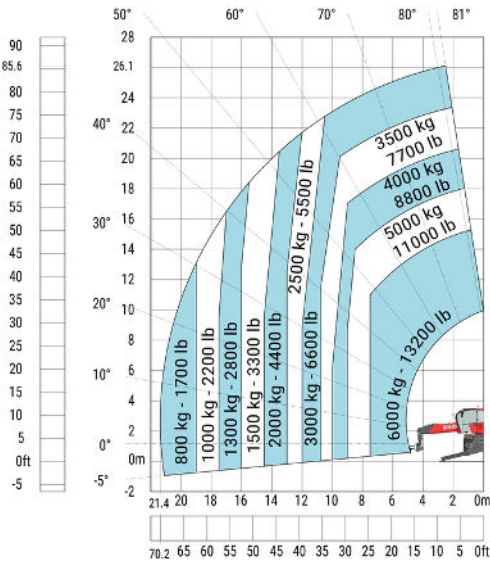 50°
60°
70°
80°
81°
90
28
85.6
26.1
80
24
75
22
70
20
65
18
60
16
55
14
50
12
45
10
40
8
35
6
30
4
25
2
20
0m
15
-2
10
5
0ft
-5
40°
30°
20°
10°
0°
-5°
3500 kg
7700 lb
4000 kg
8800 lb
5000 kg
11000 lb
6000 kg - 13200 lb
2500 kg - 5500 lb
3000 kg - 6600 lb
2000 kg - 4400 lb
1500 kg - 3300 lb
1300 kg - 2800 lb
1000 kg - 2200 lb
800 kg - 1700 lb
21.4 20 18 16 14 12 10 8 6 4 2 0m
70.2 65 60 55 50 45 40 35 30 25 20 15 10 5 0ft